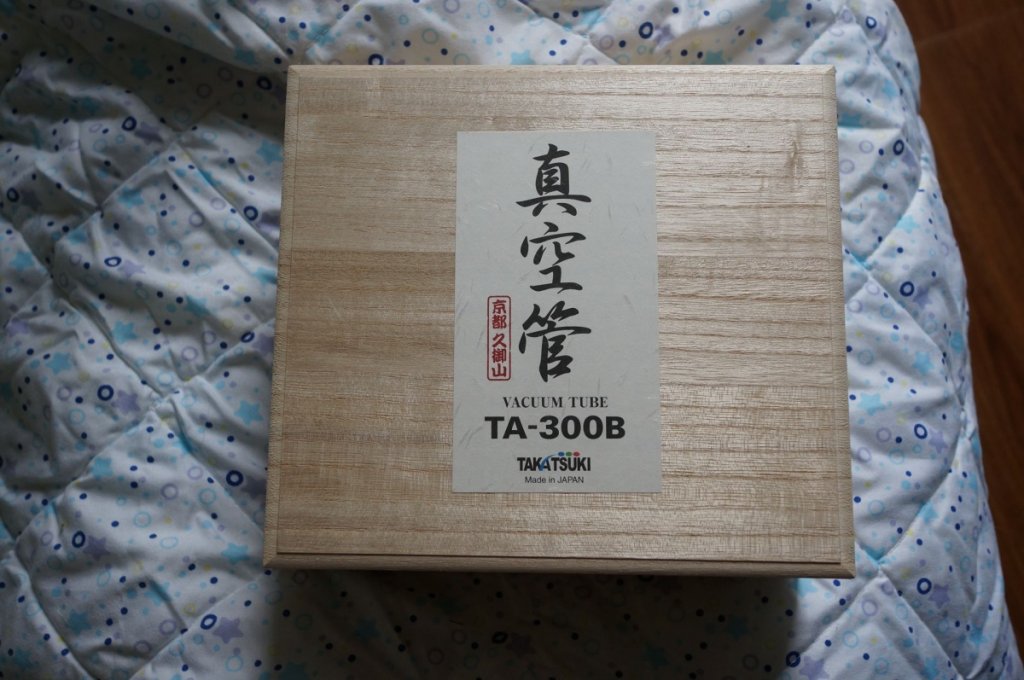 真空管
京都 久御山
VACUUM TUBE
TA-300B
TAKATSUKI
Made in JAPAN